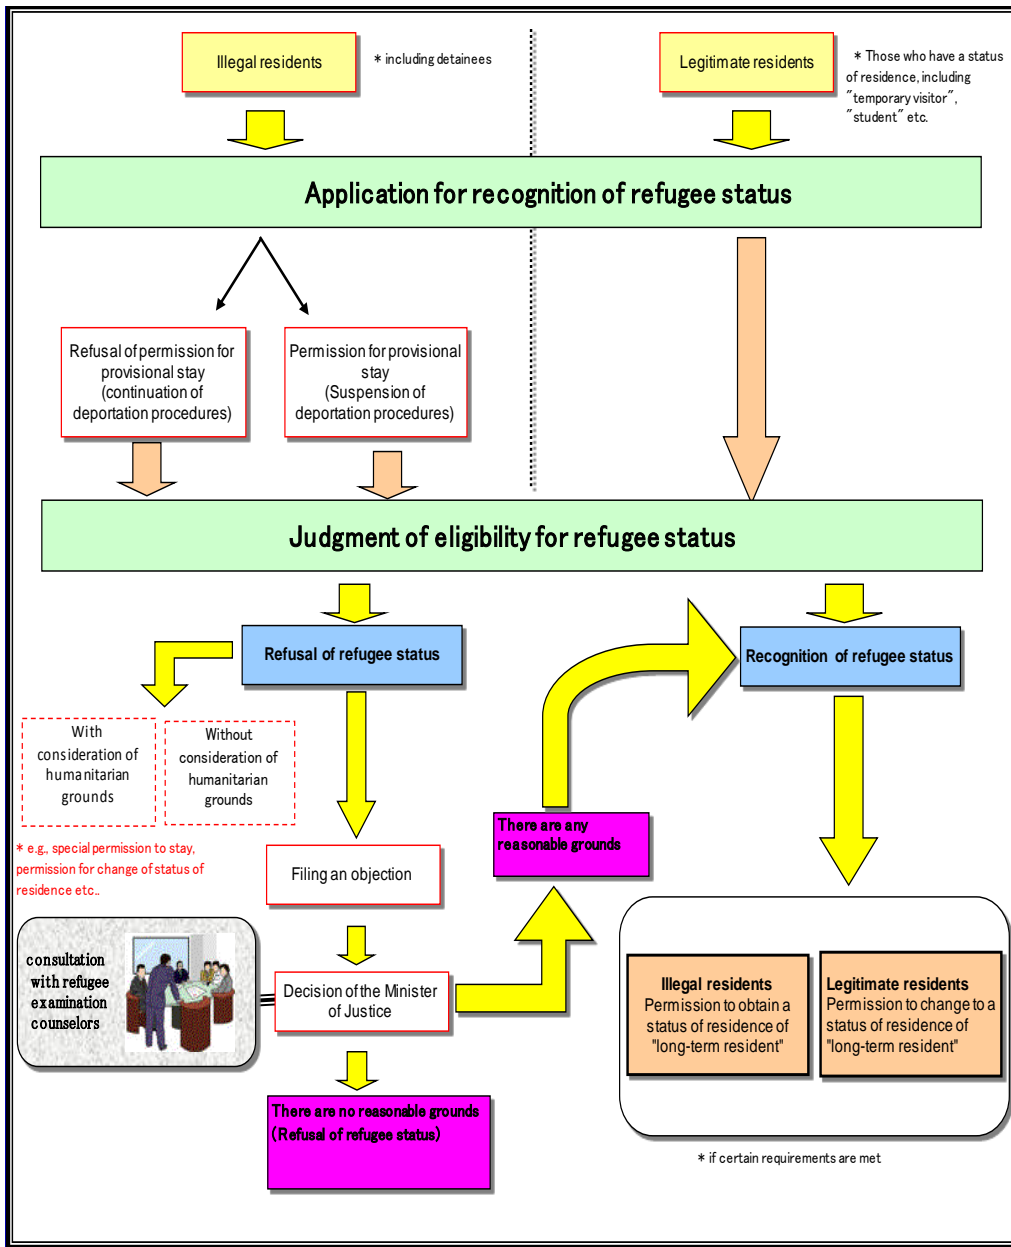 Illegal residents
* including detainees
Legitimate residents
* Those who have a status
of residence, including
"temporary visitor",
"student" etc.
Application for recognition of refugee status
Refusal of permission for
provisional stay
(continuation of
deportation procedures)
Permission for provisional
stay
(Suspension of
deportation procedures)
Judgment of eligibility for refugee status
Refusal of refugee status
Recognition of refugee status
With
consideration of
humanitarian
grounds
Without
consideration of
humanitarian
grounds
* e.g., special permission to stay,
permission for change of status of
residence etc..
There are any
reasonable grounds
Filing an objection
consultation
with refugee
examination
counselors
Decision of the Minister
of Justice
Illegal residents
Permission to obtain a
status of residence of
"long-term resident"
Legitimate residents
Permission to change to a
status of residence of
"long-term resident"
There are no reasonable grounds
(Refusal of refugee status)
* if certain requirements are met